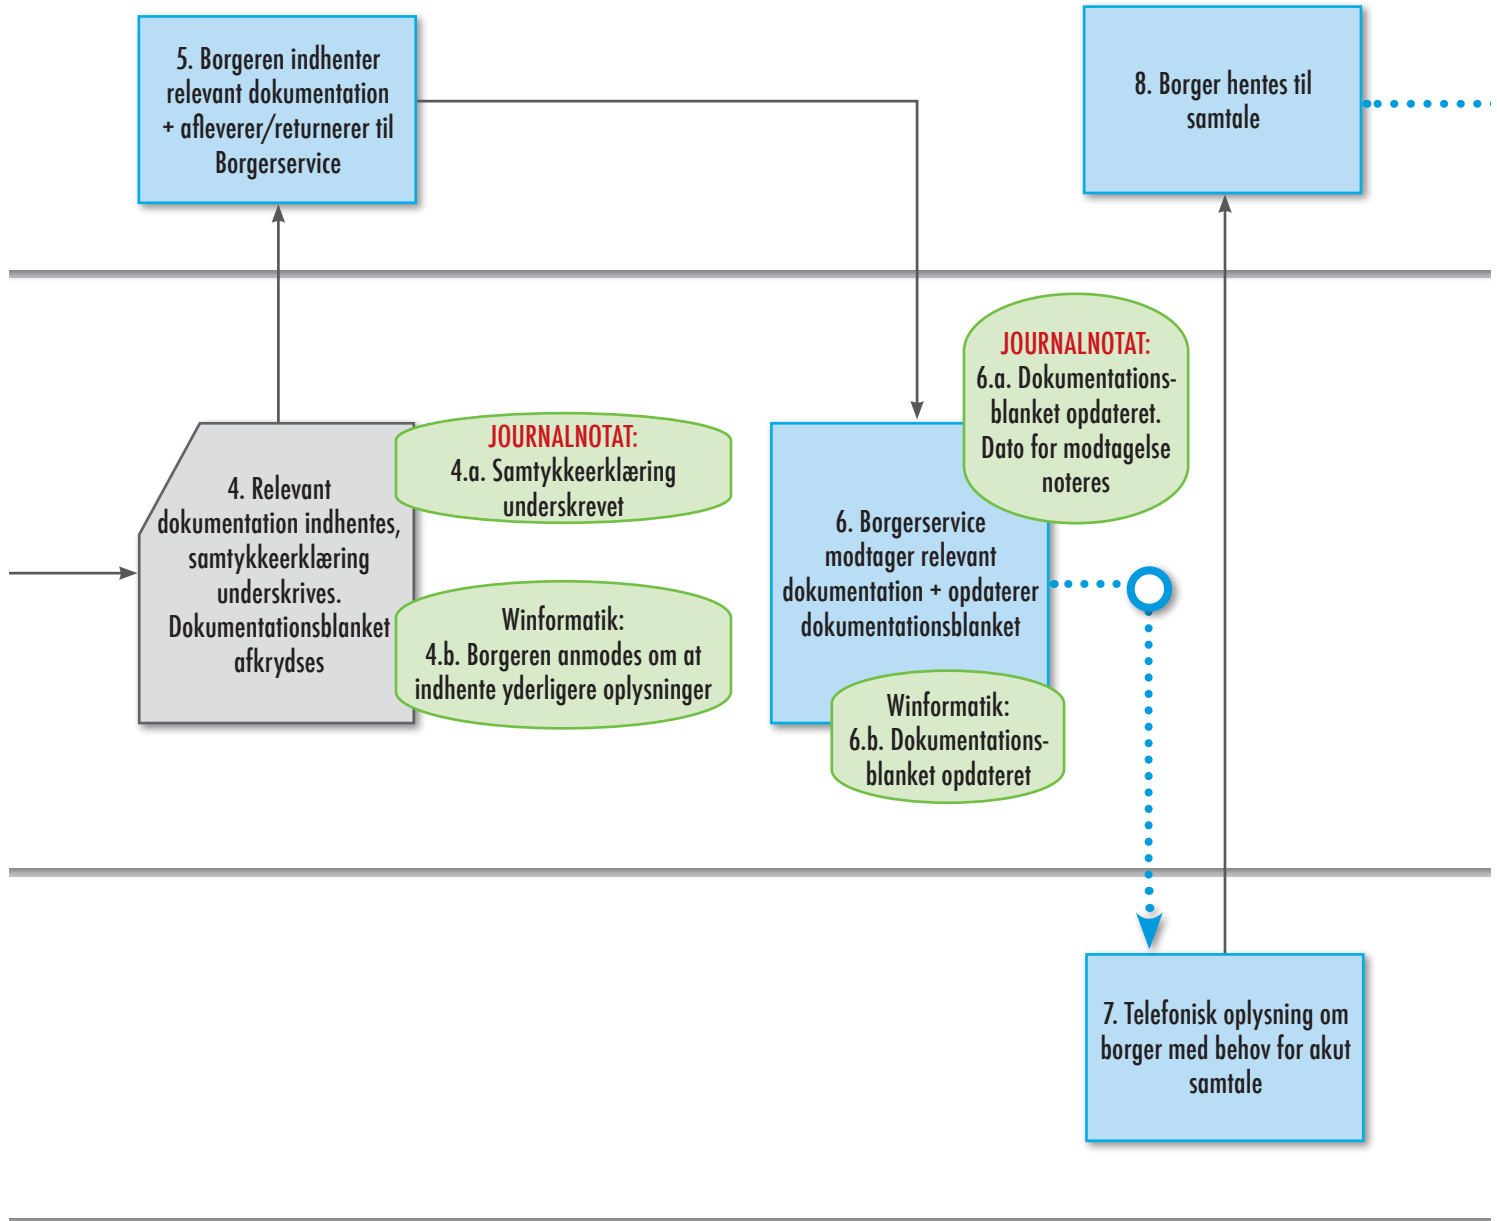 5. Borgeren indhenter
relevant dokumentation
+ afleverer/returnerer til
Borgerservice
8. Borger hentes til
samtale
4. Relevant
dokumentation indhentes,
samtykkeerklæring
underskrives.
Dokumentationsblanket
afkrydses
JOURNALNOTAT:
4.a. Samtykkeerklæring
underskrevet
Winformatik:
4.b. Borgeren anmodes om at
indhente yderligere oplysninger
JOURNALNOTAT:
6.a. Dokumentations-
blanket opdateret.
Dato for modtagelse
noteres
6. Borgerservice
modtager relevant
dokumentation + opdaterer
dokumentationsblanket
Winformatik:
6.b. Dokumentations-
blanket opdateret
7. Telefonisk oplysning om
borger med behov for akut
samtale